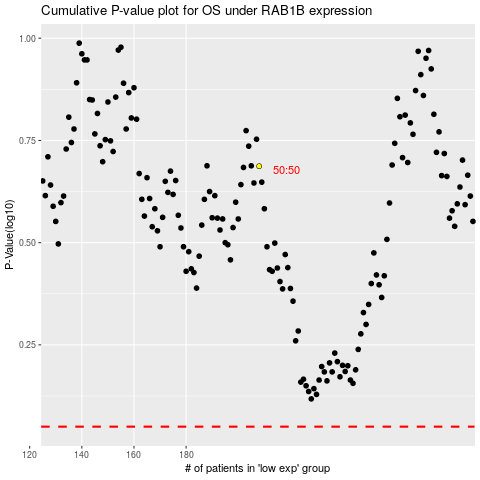 Cumulative P-value plot for OS under RAB1B expression
1.00
0.75
50:50
P-Value(log10)
0.50
0.25
120 140 160 180
# of patients in 'low exp' group